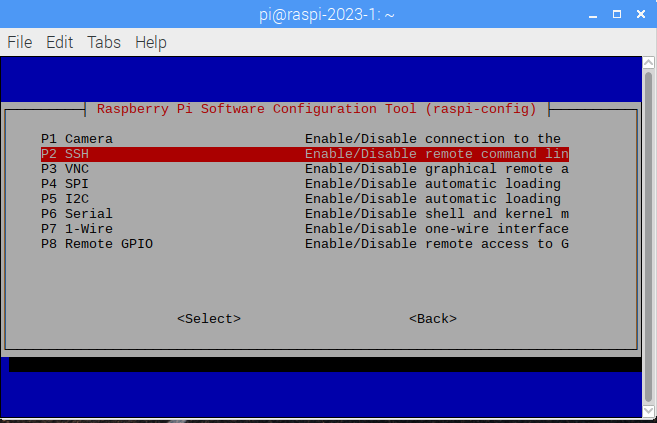 pi@raspi-2023-1: ~
File Edit Tabs Help
Raspberry Pi Software Configuration Tool (raspi-config)
P1 Camera Enable/Disable connection to the
P2 SSH Enable/Disable remote command lin
P3 VNC Enable/Disable graphical remote a
P4 SPI Enable/Disable automatic loading
P5 I2C Enable/Disable automatic loading
P6 Serial Enable/Disable shell and kernel m
P7 1-Wire Enable/Disable one-wire interface
P8 Remote GPIO Enable/Disable remote access to G
<Select> <Back>